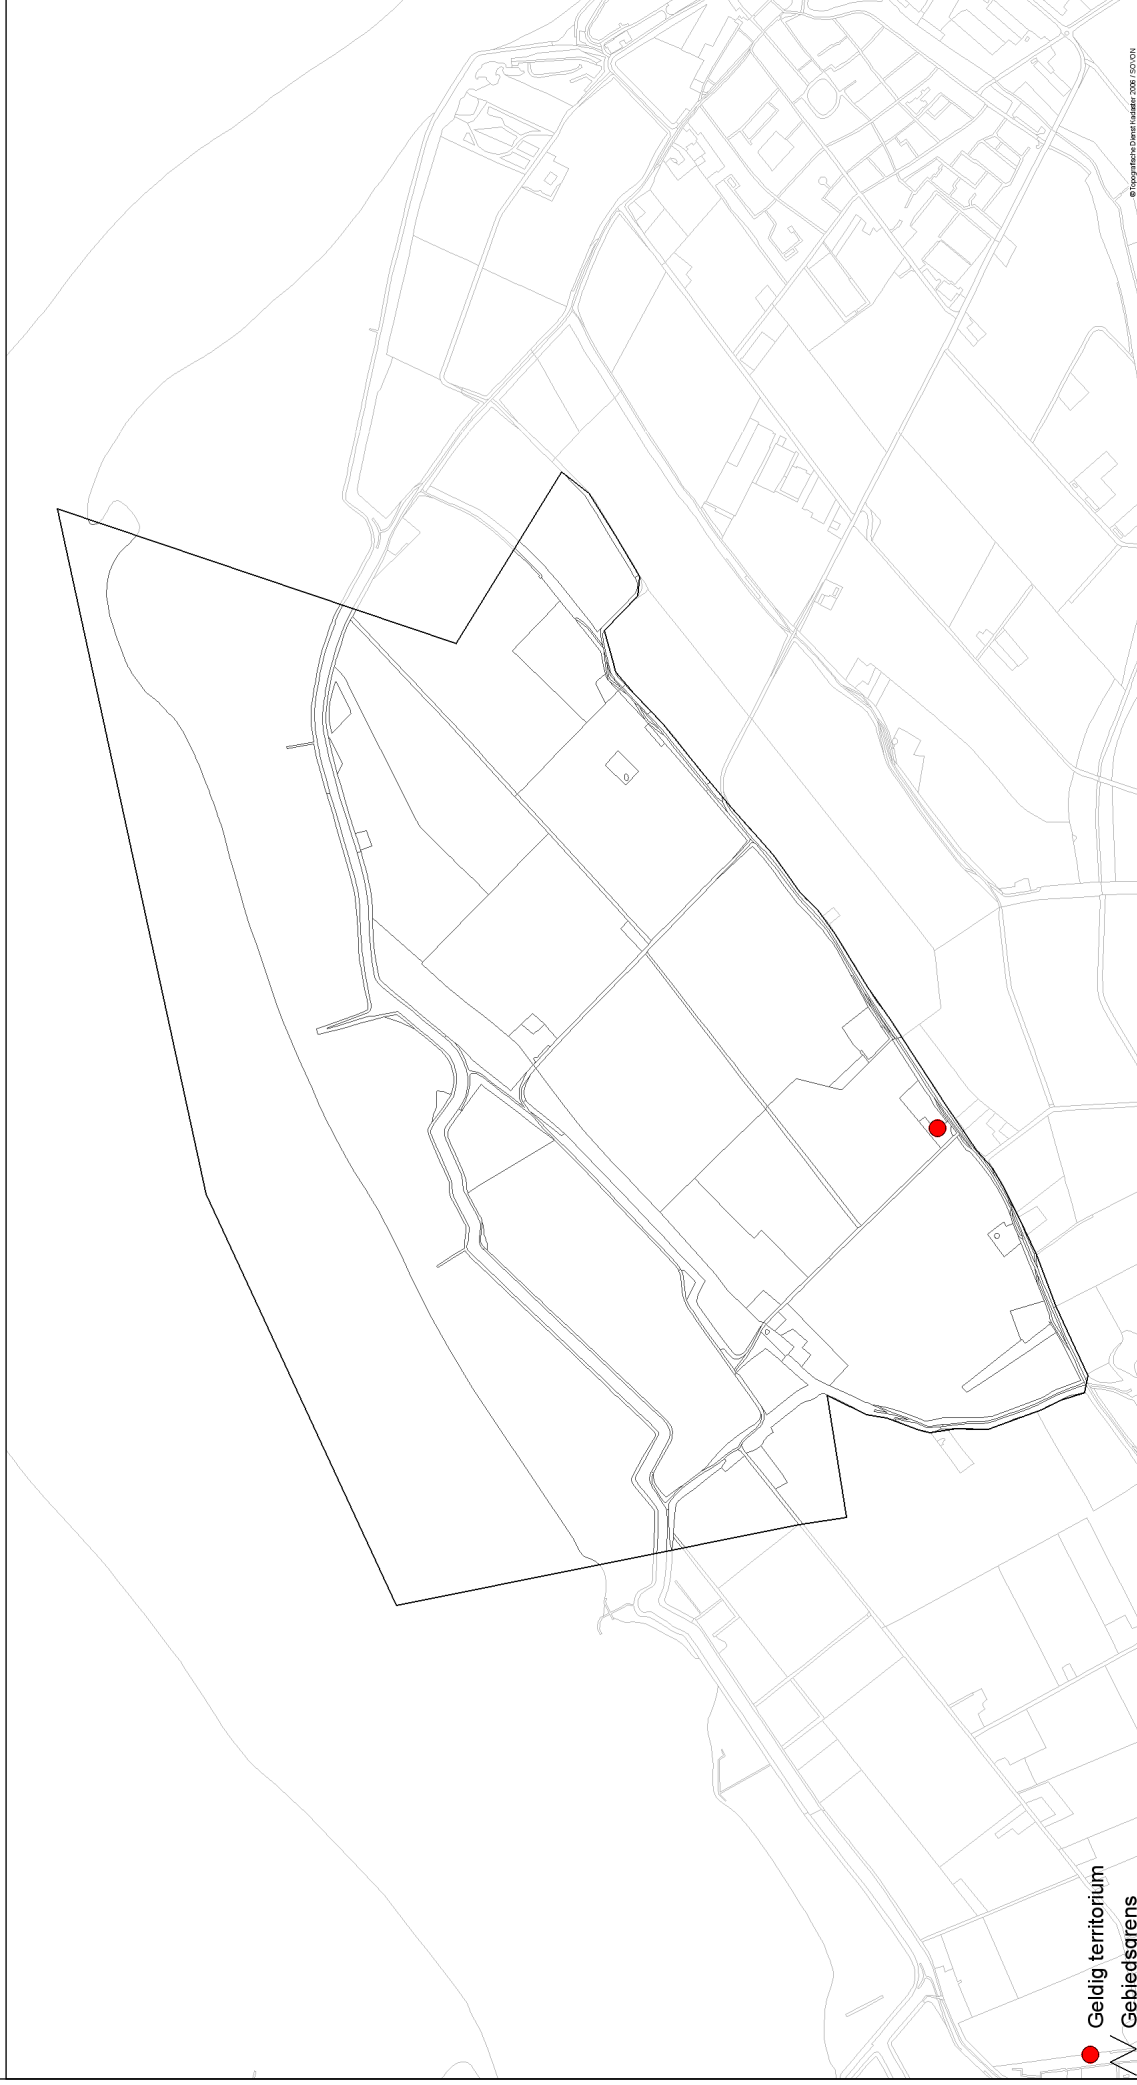 © Topografische Dienst Kadaster 2006 / SOVON
Geldig territorium
Gebiedsgrens